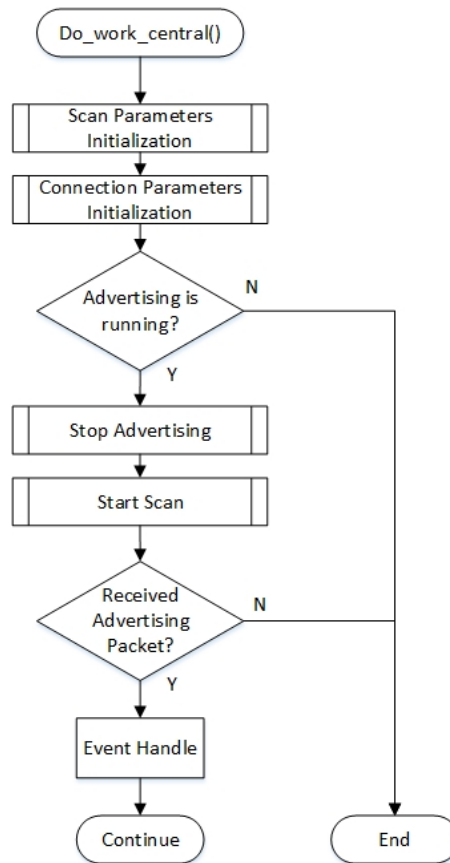 Do_work_central()
Scan Parameters
Initialization
Connection Parameters
Initialization
Advertising is
running?
N
Y
Stop Advertising
Start Scan
Received
Advertising
Packet?
N
Y
Event Handle
Continue
End